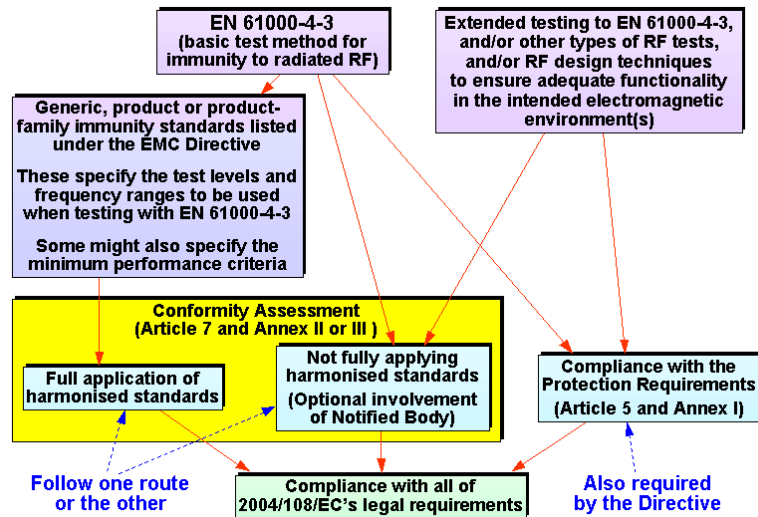 EN 61000-4-3
(basic test method for
immunity to radiated RF)
Extended testing to EN 61000-4-3,
and/or other types of RF tests,
and/or RF design techniques
to ensure adequate functionality
in the intended electromagnetic
environment(s)
Generic, product or product-
family immunity standards listed
under the EMC Directive
These specify the test levels and
frequency ranges to be used
when testing with EN 61000-4-3
Some might also specify the
minimum performance criteria
Conformity Assessment
(Article 7 and Annex II or III )
Full application of
harmonised standards
Not fully applying
harmonised standards
(Optional involvement
of Notified Body)
Compliance with the
Protection Requirements
(Article 5 and Annex I)
Follow one route
or the other
Compliance with all of
2004/108/EC's legal requirements
Also required
by the Directive